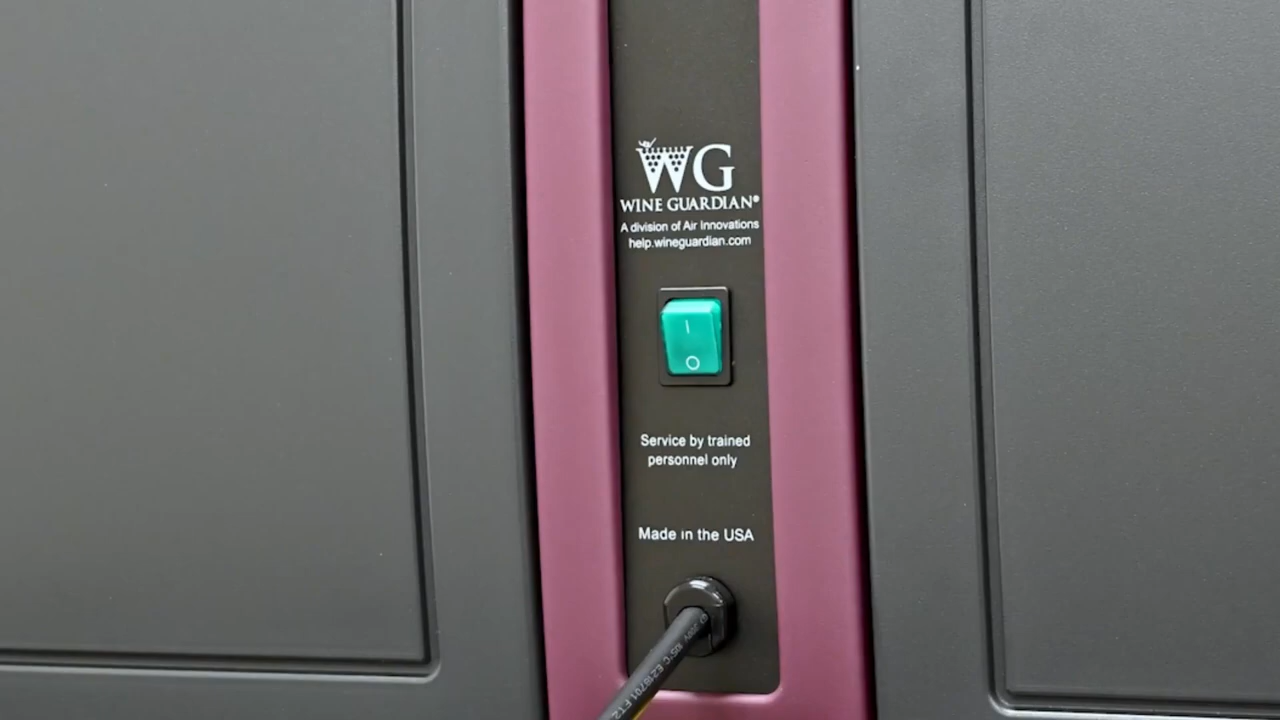 WG
WINE GUARDIAN®
A division of Air Innovations
help.wineguardian.com
I
O
Service by trained
personnel only
Made in the USA
105°C